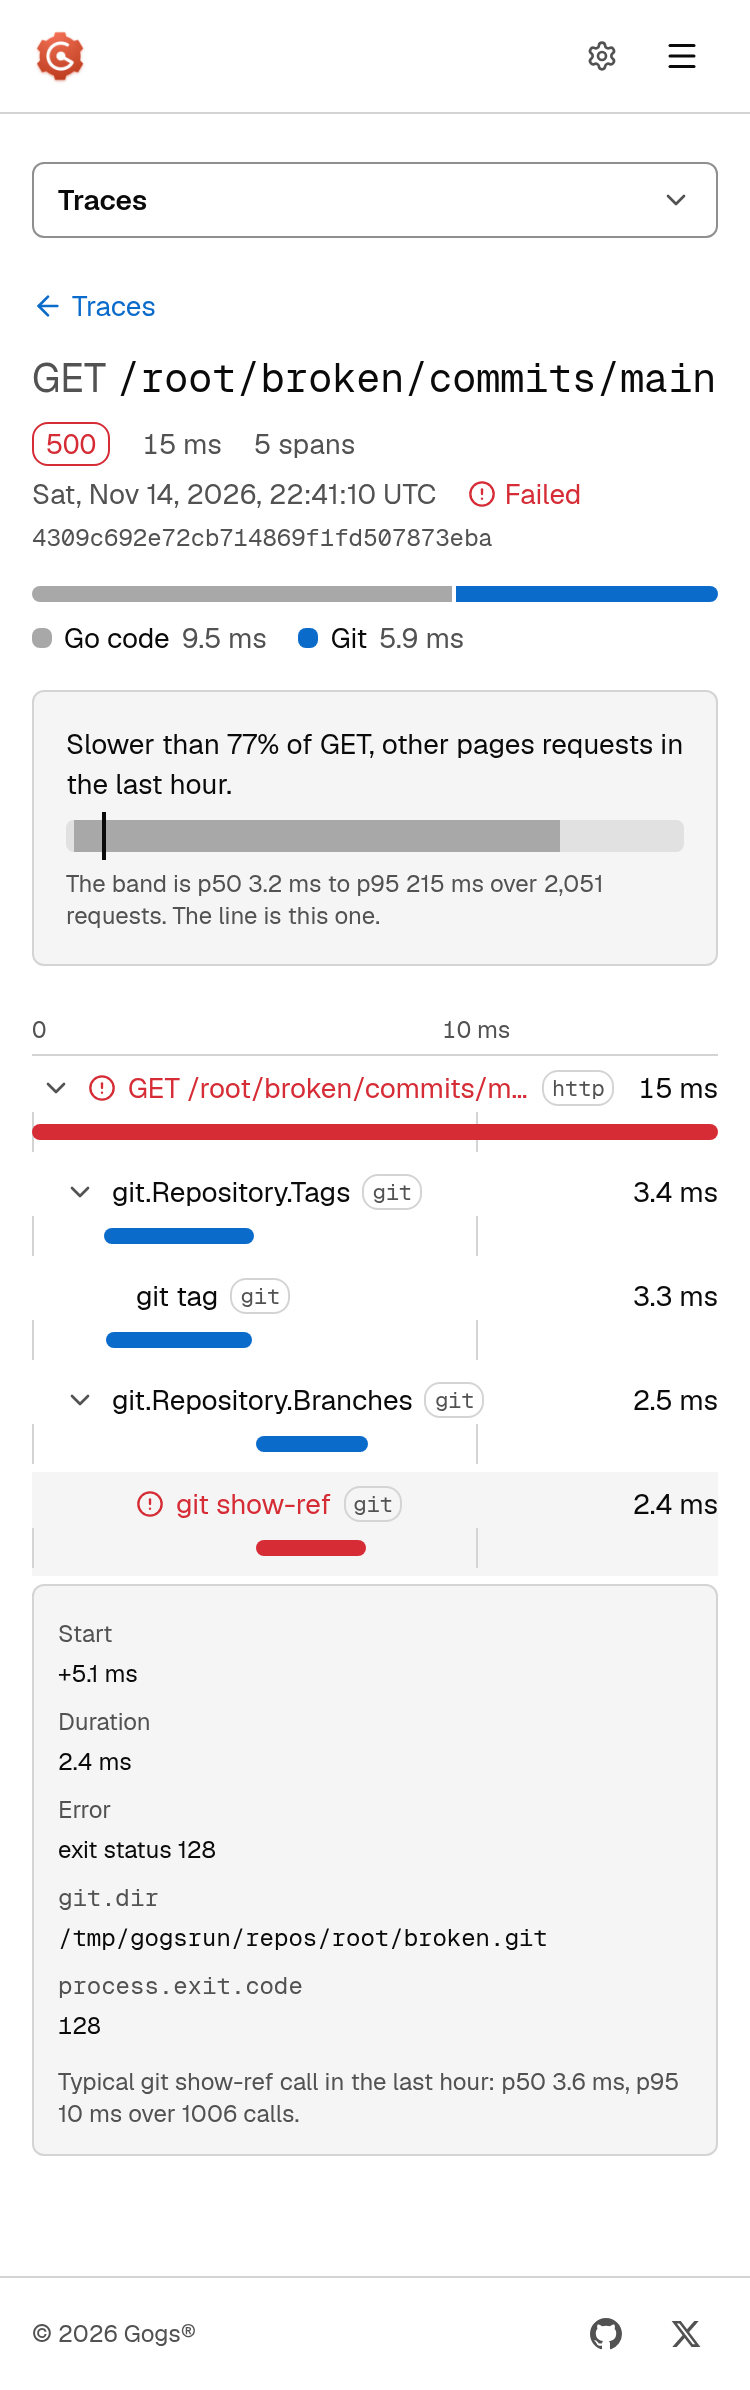 Traces
Traces
GET /root/broken/commits/main
500 15 ms 5 spans
Sat, Nov 14, 2026, 22:41:10 UTC Failed
4309c692e72cb714869f1fd507873eba
Go code 9.5 ms Git 5.9 ms
Slower than 77% of GET, other pages requests in
the last hour.
The band is p50 3.2 ms to p95 215 ms over 2,051
requests. The line is this one.
0 10 ms
GET /root/broken/commits/m... http 15 ms
git.Repository.Tags git 3.4 ms
git tag git 3.3 ms
git.Repository.Branches git 2.5 ms
git show-ref git 2.4 ms
Start
+5.1 ms
Duration
2.4 ms
Error
exit status 128
git.dir
/tmp/gogsrun/repos/root/broken.git
process.exit.code
128
Typical git show-ref call in the last hour: p50 3.6 ms, p95
10 ms over 1006 calls.
© 2026 Gogs®